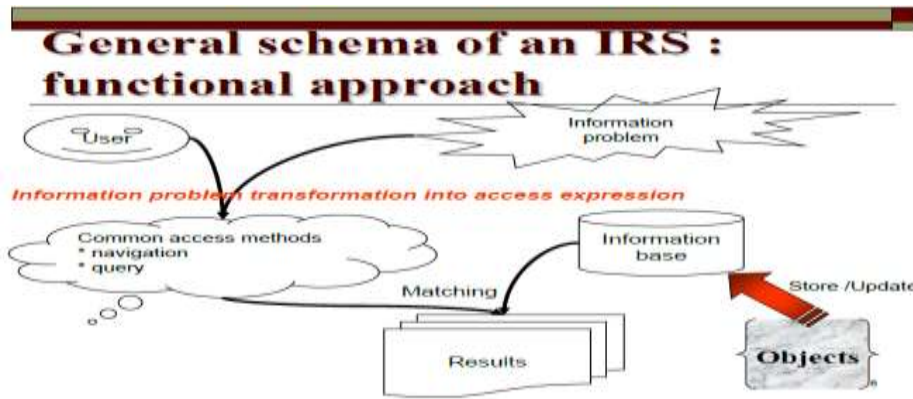 General schema of an IRS :
functional approach
User
Information
problem
Information problem transformation into access expression
Common access methods
* navigation
* query
Information
base
Matching
Store /Update
Results
Objects